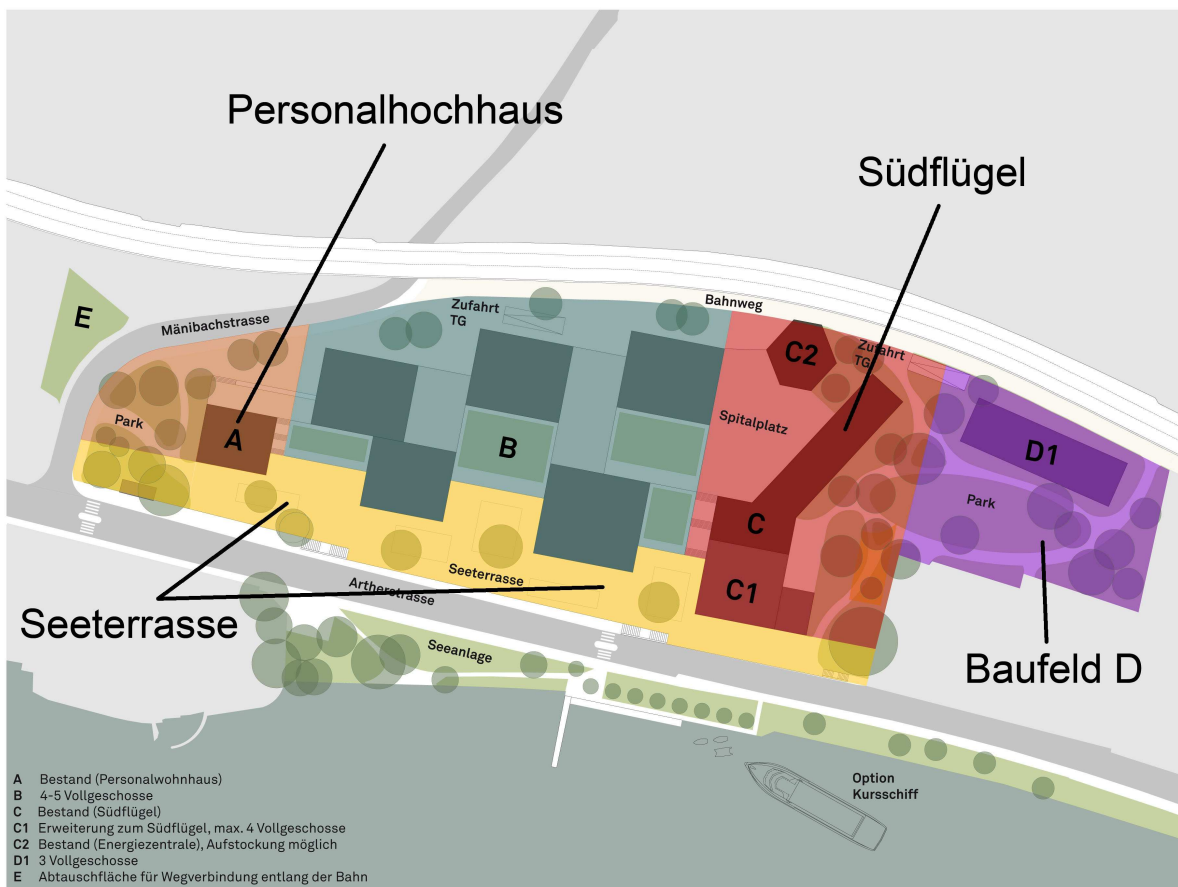 Personalhochhaus
Südflügel
Bahnweg
Zufahrt
TG
E
Mänibachstrasse
C2
Zufahrt
TG
Park
A
B
Spitalplatz
D1
Park
C
Seeterrasse
C1
Artherstrasse
Seeterrasse
Seeanlage
Baufeld D
Option
Kursschiff
A Bestand (Personalwohnhaus)
B 4-5 Vollgeschosse
C Bestand (Südflügel)
C1 Erweiterung zum Südflügel, max. 4 Vollgeschosse
C2 Bestand (Energiezentrale), Aufstockung möglich
D1 3 Vollgeschosse
E Abtauschfläche für Wegverbindung entlang der Bahn